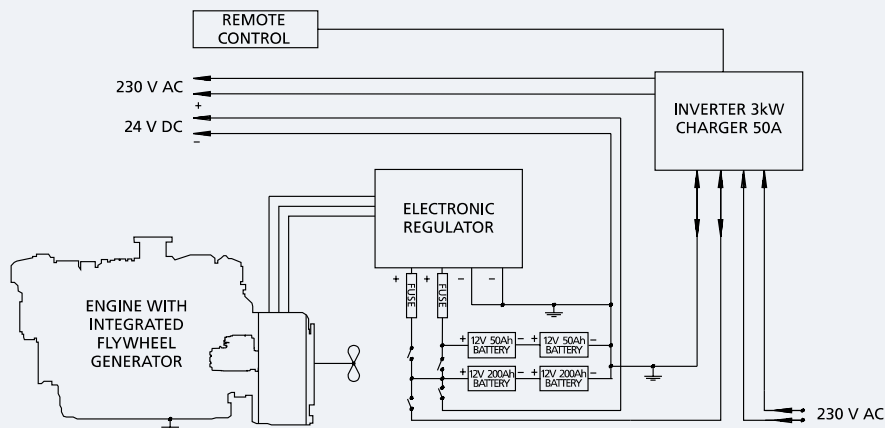 REMOTE
CONTROL
230 V AC
+
24 V DC
–
INVERTER 3kW
CHARGER 50A
ELECTRONIC
REGULATOR
+ + – –
FUSE FUSE
ENGINE WITH
INTEGRATED
FLYWHEEL
GENERATOR
+ 12V 50Ah – + 12V 50Ah –
BATTERY BATTERY
+ 12V 200Ah – + 12V 200Ah –
BATTERY BATTERY
230 V AC